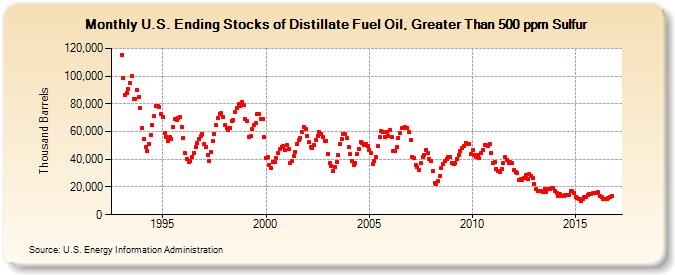 Monthly U.S. Ending Stocks of Distillate Fuel Oil, Greater Than 500 ppm Sulfur
Thousand Barrels
120,000
100,000
80,000
60,000
40,000
20,000
0
1995 2000 2005 2010 2015
Source: U.S. Energy Information Administration